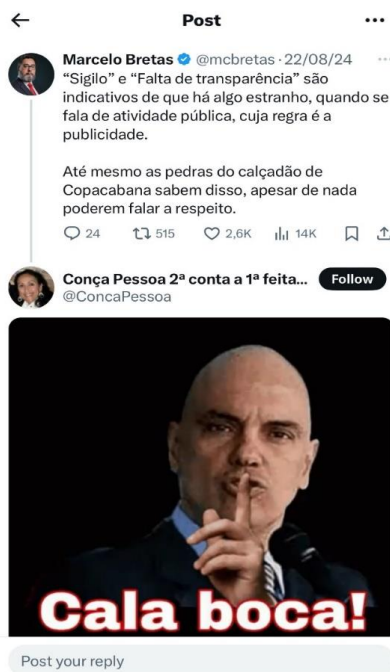 Post
Marcelo Bretas @mcbretas · 22/08/24
“Sigilo” e “Falta de transparência” são
indicativos de que há algo estranho, quando se
fala de atividade pública, cuja regra é a
publicidade.
Até mesmo as pedras do calçadão de
Copacabana sabem disso, apesar de nada
poderem falar a respeito.
24 515 2,6K 14K
Conça Pessoa 2ª conta a 1ª feita... Follow
@ConcaPessoa
Cala boca!
Post your reply